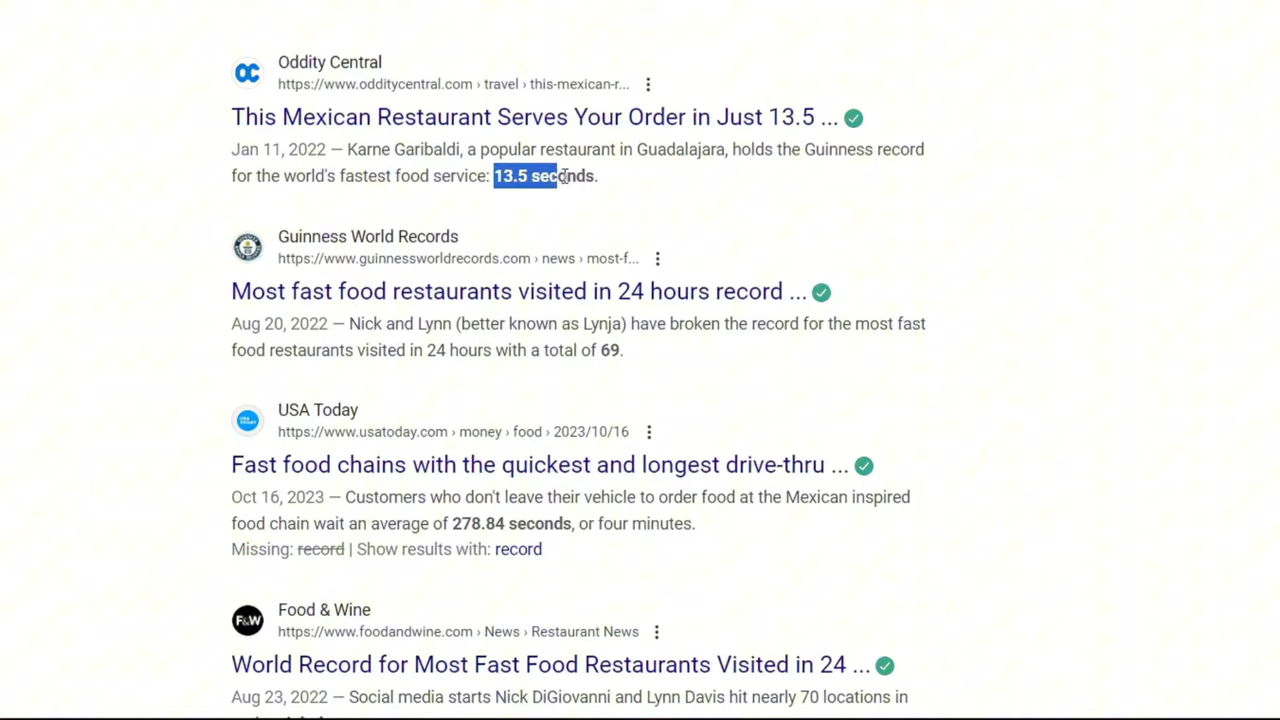 Oddity Central
https://www.odditycentral.com › travel › this-mexican-r...
This Mexican Restaurant Serves Your Order in Just 13.5 ...
Jan 11, 2022 — Karne Garibaldi, a popular restaurant in Guadalajara, holds the Guinness record
for the world's fastest food service: 13.5 seconds.
Guinness World Records
https://www.guinnessworldrecords.com › news › most-f...
Most fast food restaurants visited in 24 hours record ...
Aug 20, 2022 — Nick and Lynn (better known as Lynja) have broken the record for the most fast
food restaurants visited in 24 hours with a total of 69.
USA Today
https://www.usatoday.com › money › food › 2023/10/16
Fast food chains with the quickest and longest drive-thru ...
Oct 16, 2023 — Customers who don't leave their vehicle to order food at the Mexican inspired
food chain wait an average of 278.84 seconds, or four minutes.
Missing: record | Show results with: record
F&W
Food & Wine
https://www.foodandwine.com › News › Restaurant News
World Record for Most Fast Food Restaurants Visited in 24 ...
Aug 23, 2022 — Social media starts Nick DiGiovanni and Lynn Davis hit nearly 70 locations in